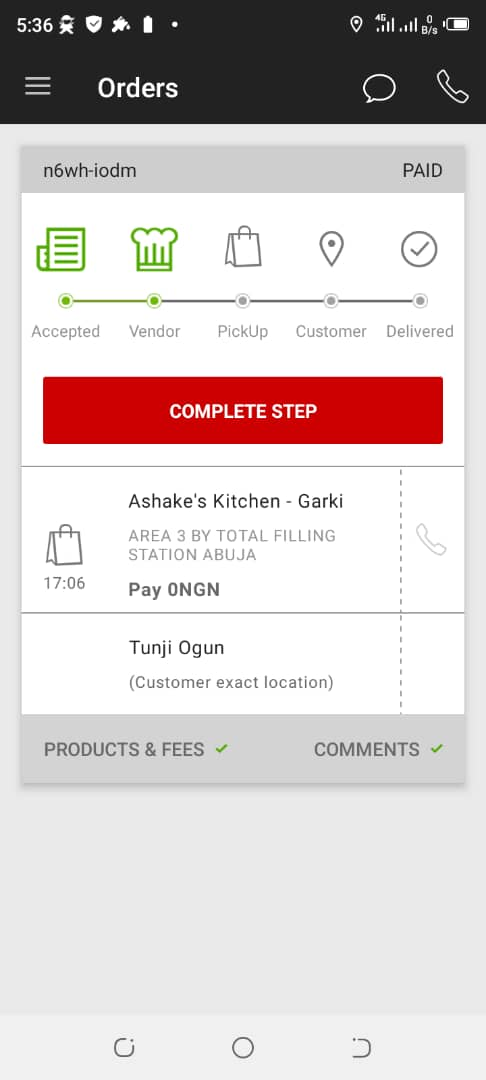 5:36
4G
0
B/s
Orders
n6wh-iodm PAID
Accepted Vendor PickUp Customer Delivered
COMPLETE STEP
Ashake's Kitchen - Garki
AREA 3 BY TOTAL FILLING
STATION ABUJA
17:06
Pay 0NGN
Tunji Ogun
(Customer exact location)
PRODUCTS & FEES COMMENTS